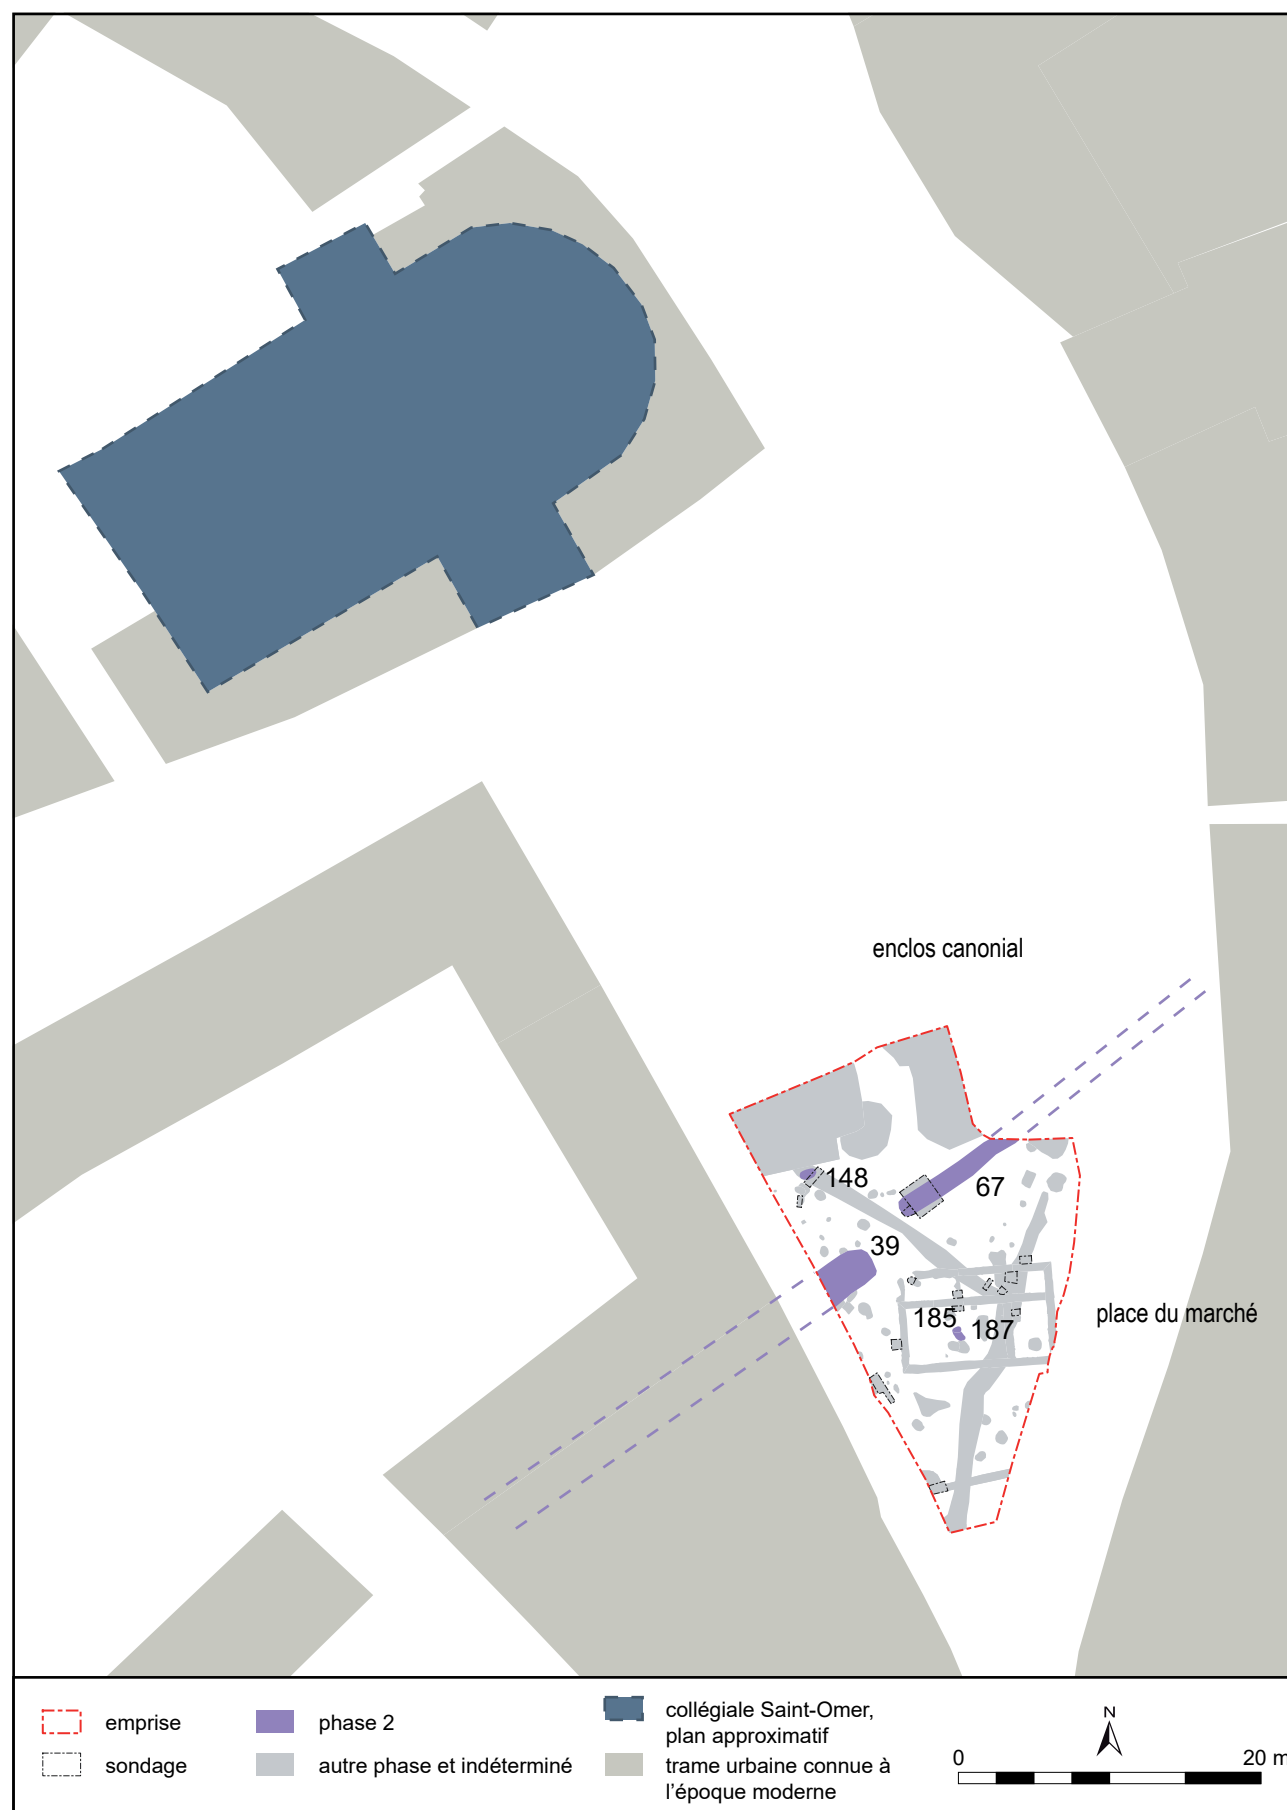 enclos canonial
148
67
39
185
187
place du marché
emprise
sondage
phase 2
autre phase et indéterminé
collégiale Saint-Omer,
plan approximatif
trame urbaine connue à
l'époque moderne
N
0
20 m